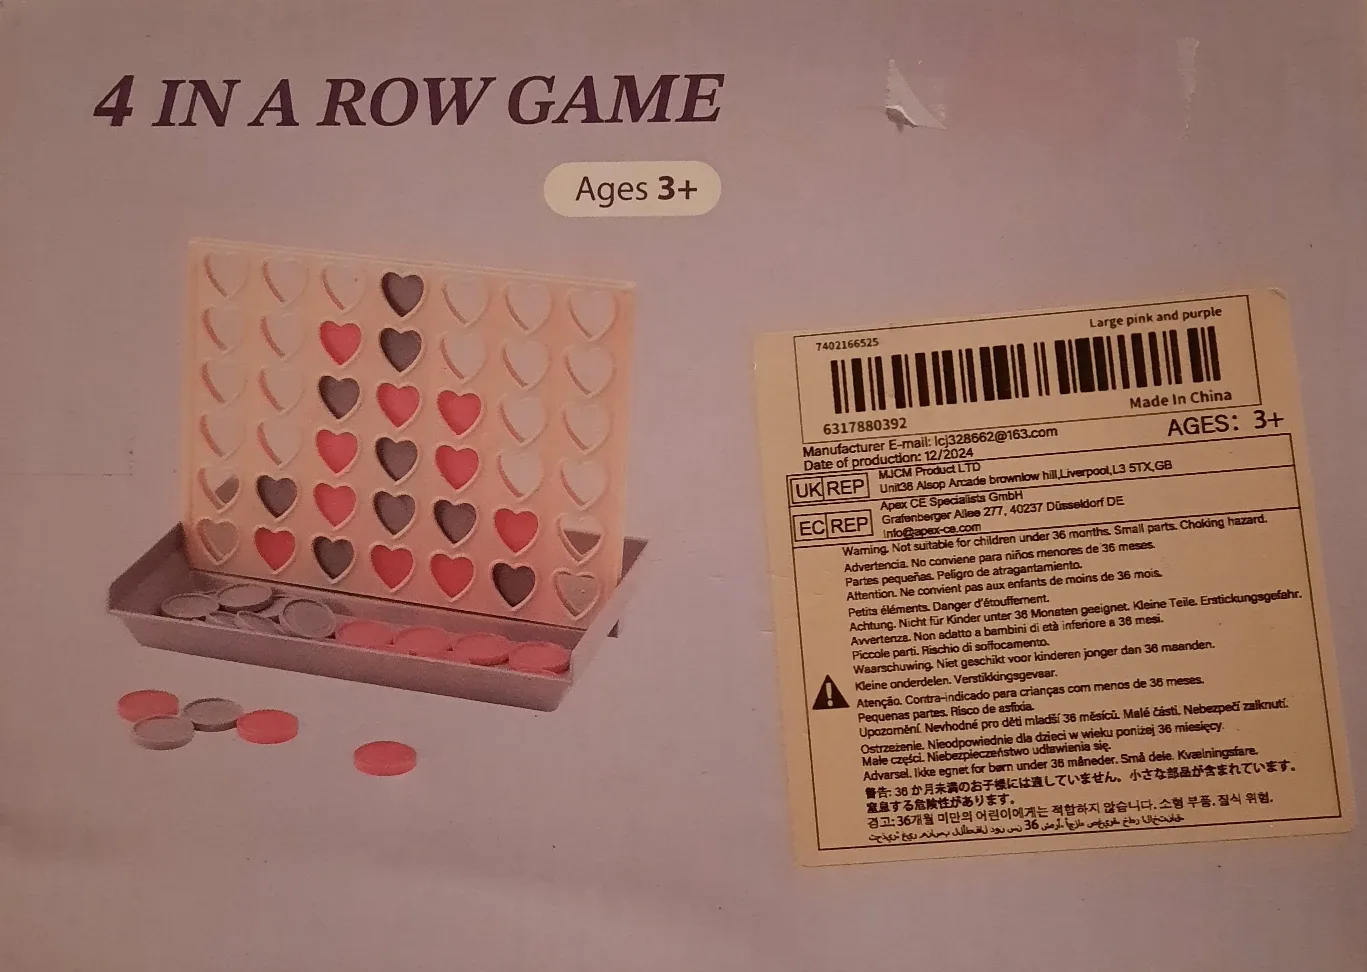 4 IN A ROW GAME
Ages 3+
Large pink and purple
7402166525
Made In China
6317880392
AGES: 3+
Manufacturer E-mail: lcj328662@163.com
Date of production: 12/2024
UK REP
MJCM Product LTD
Unit36 Alsop Arcade brownlow hill,Liverpool,L3 5TX,GB
EC REP
Apex CE Specialists GmbH
Grafenberger Allee 277, 40237 Düsseldorf DE
Info@apex-ce.com
Warning. Not suitable for children under 36 months. Small parts. Choking hazard.
Advertencia. No conviene para niños menores de 36 meses.
Partes pequeñas. Peligro de atragantamiento.
Attention. Ne convient pas aux enfants de moins de 36 mois.
Petits éléments. Danger d'étouffement.
Achtung. Nicht für Kinder unter 36 Monaten geeignet. Kleine Teile. Erstickungsgefahr.
Avvertenza. Non adatto a bambini di età inferiore a 36 mesi.
Piccole parti. Rischio di soffocamento.
Waarschuwing. Niet geschikt voor kinderen jonger dan 36 maanden.
Kleine onderdelen. Verstikkingsgevaar.
Atenção. Contra-indicado para crianças com menos de 36 meses.
Pequenas partes. Risco de asfixia.
Upozornění. Nevhodné pro děti mladší 36 měsíců. Malé části. Nebezpečí zalknutí.
Ostrzeżenie. Nieodpowiednie dla dzieci w wieku poniżej 36 miesięcy.
Małe części. Niebezpieczeństwo udławienia się.
Advarsel. Ikke egnet for børn under 36 måneder. Små dele. Kvælningsfare.
警告: 36 か月未満のお子様には適していません。小さな部品が含まれています。
窒息する危険性があります。
경고: 36개월 미만의 어린이에게는 적합하지 않습니다. 소형 부품. 질식 위험.
36